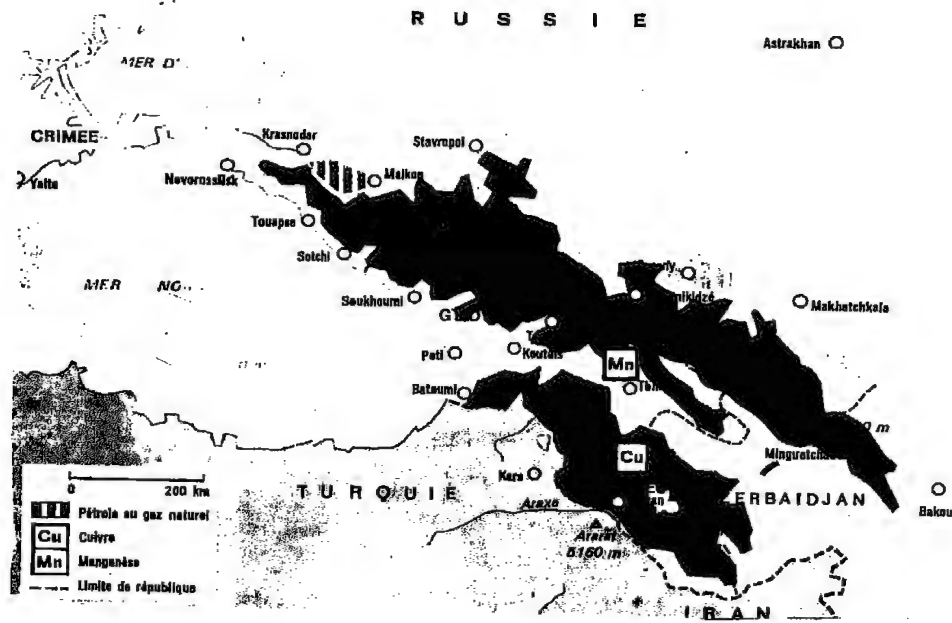 RUSSIE
Astrakhan
MER D'
CRIMEE
Krasnodar
Stavropol
Yalta
Novorossiisk
Maikop
Touapse
Sotchi
MER NO
Soukhoumi
Makhatchkala
Poti
Koutaïs
Mn
Batoumi
Cu
Minguetch
Kars
TURQUIE
ERBAIDJAN
Bakou
Araxe
Ararat
5160 m
IRAN
0 200 km
Pétrole ou gaz naturel
Cu Cuivre
Mn Manganèse
Limite de république